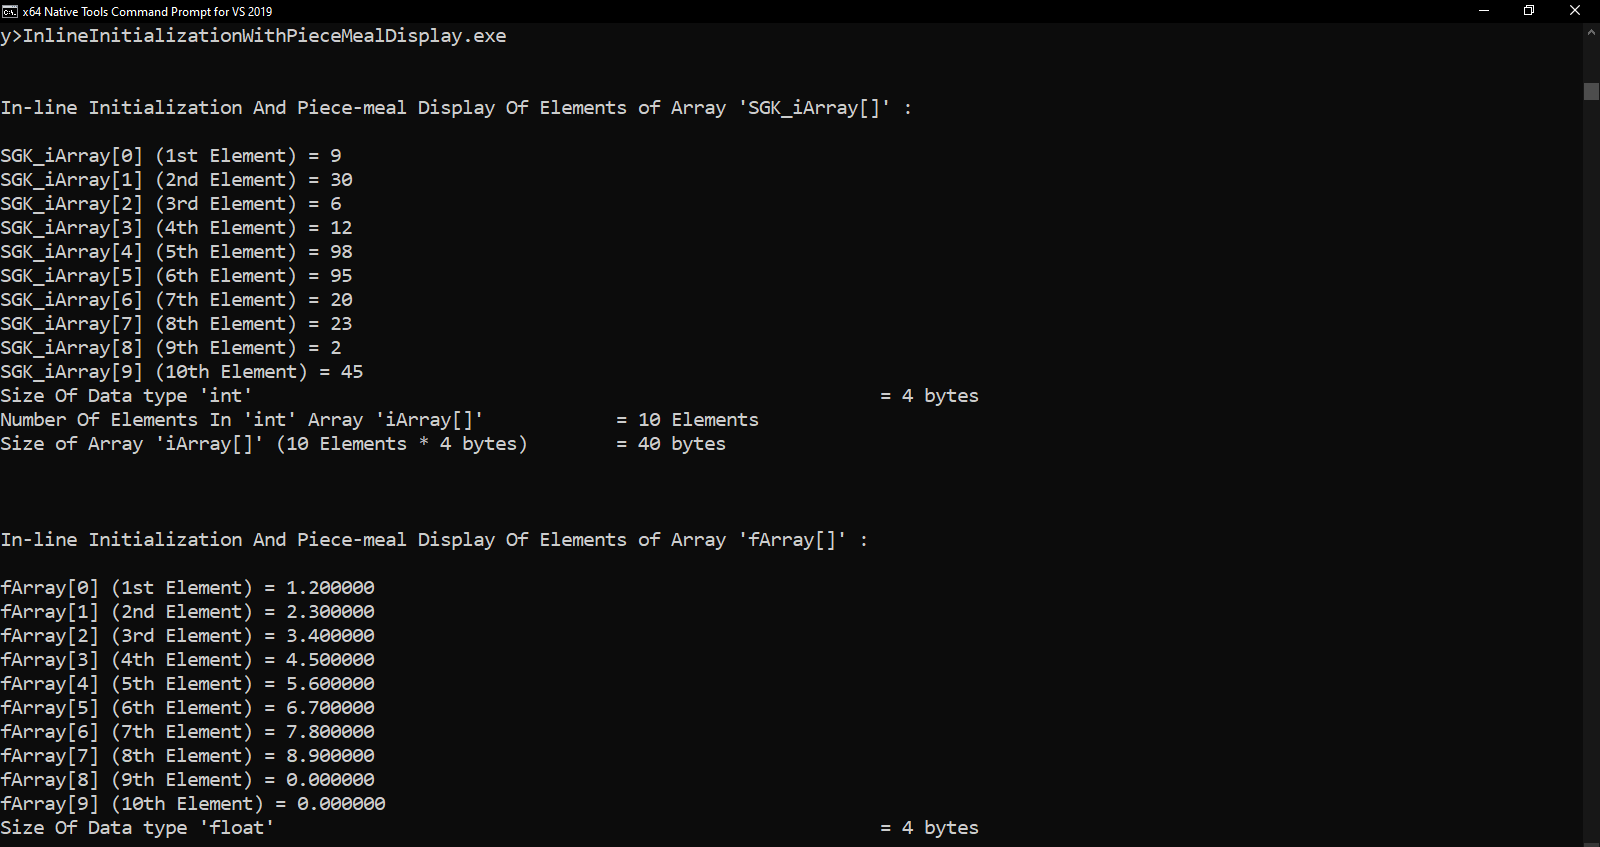 x64 Native Tools Command Prompt for VS 2019
y>InlineInitializationWithPieceMealDisplay.exe
In-line Initialization And Piece-meal Display Of Elements of Array 'SGK_iArray[]' :
SGK_iArray[0] (1st Element) = 9
SGK_iArray[1] (2nd Element) = 30
SGK_iArray[2] (3rd Element) = 6
SGK_iArray[3] (4th Element) = 12
SGK_iArray[4] (5th Element) = 98
SGK_iArray[5] (6th Element) = 95
SGK_iArray[6] (7th Element) = 20
SGK_iArray[7] (8th Element) = 23
SGK_iArray[8] (9th Element) = 2
SGK_iArray[9] (10th Element) = 45
Size Of Data type 'int' = 4 bytes
Number Of Elements In 'int' Array 'iArray[]' = 10 Elements
Size of Array 'iArray[]' (10 Elements * 4 bytes) = 40 bytes
In-line Initialization And Piece-meal Display Of Elements of Array 'fArray[]' :
fArray[0] (1st Element) = 1.200000
fArray[1] (2nd Element) = 2.300000
fArray[2] (3rd Element) = 3.400000
fArray[3] (4th Element) = 4.500000
fArray[4] (5th Element) = 5.600000
fArray[5] (6th Element) = 6.700000
fArray[6] (7th Element) = 7.800000
fArray[7] (8th Element) = 8.900000
fArray[8] (9th Element) = 0.000000
fArray[9] (10th Element) = 0.000000
Size Of Data type 'float' = 4 bytes